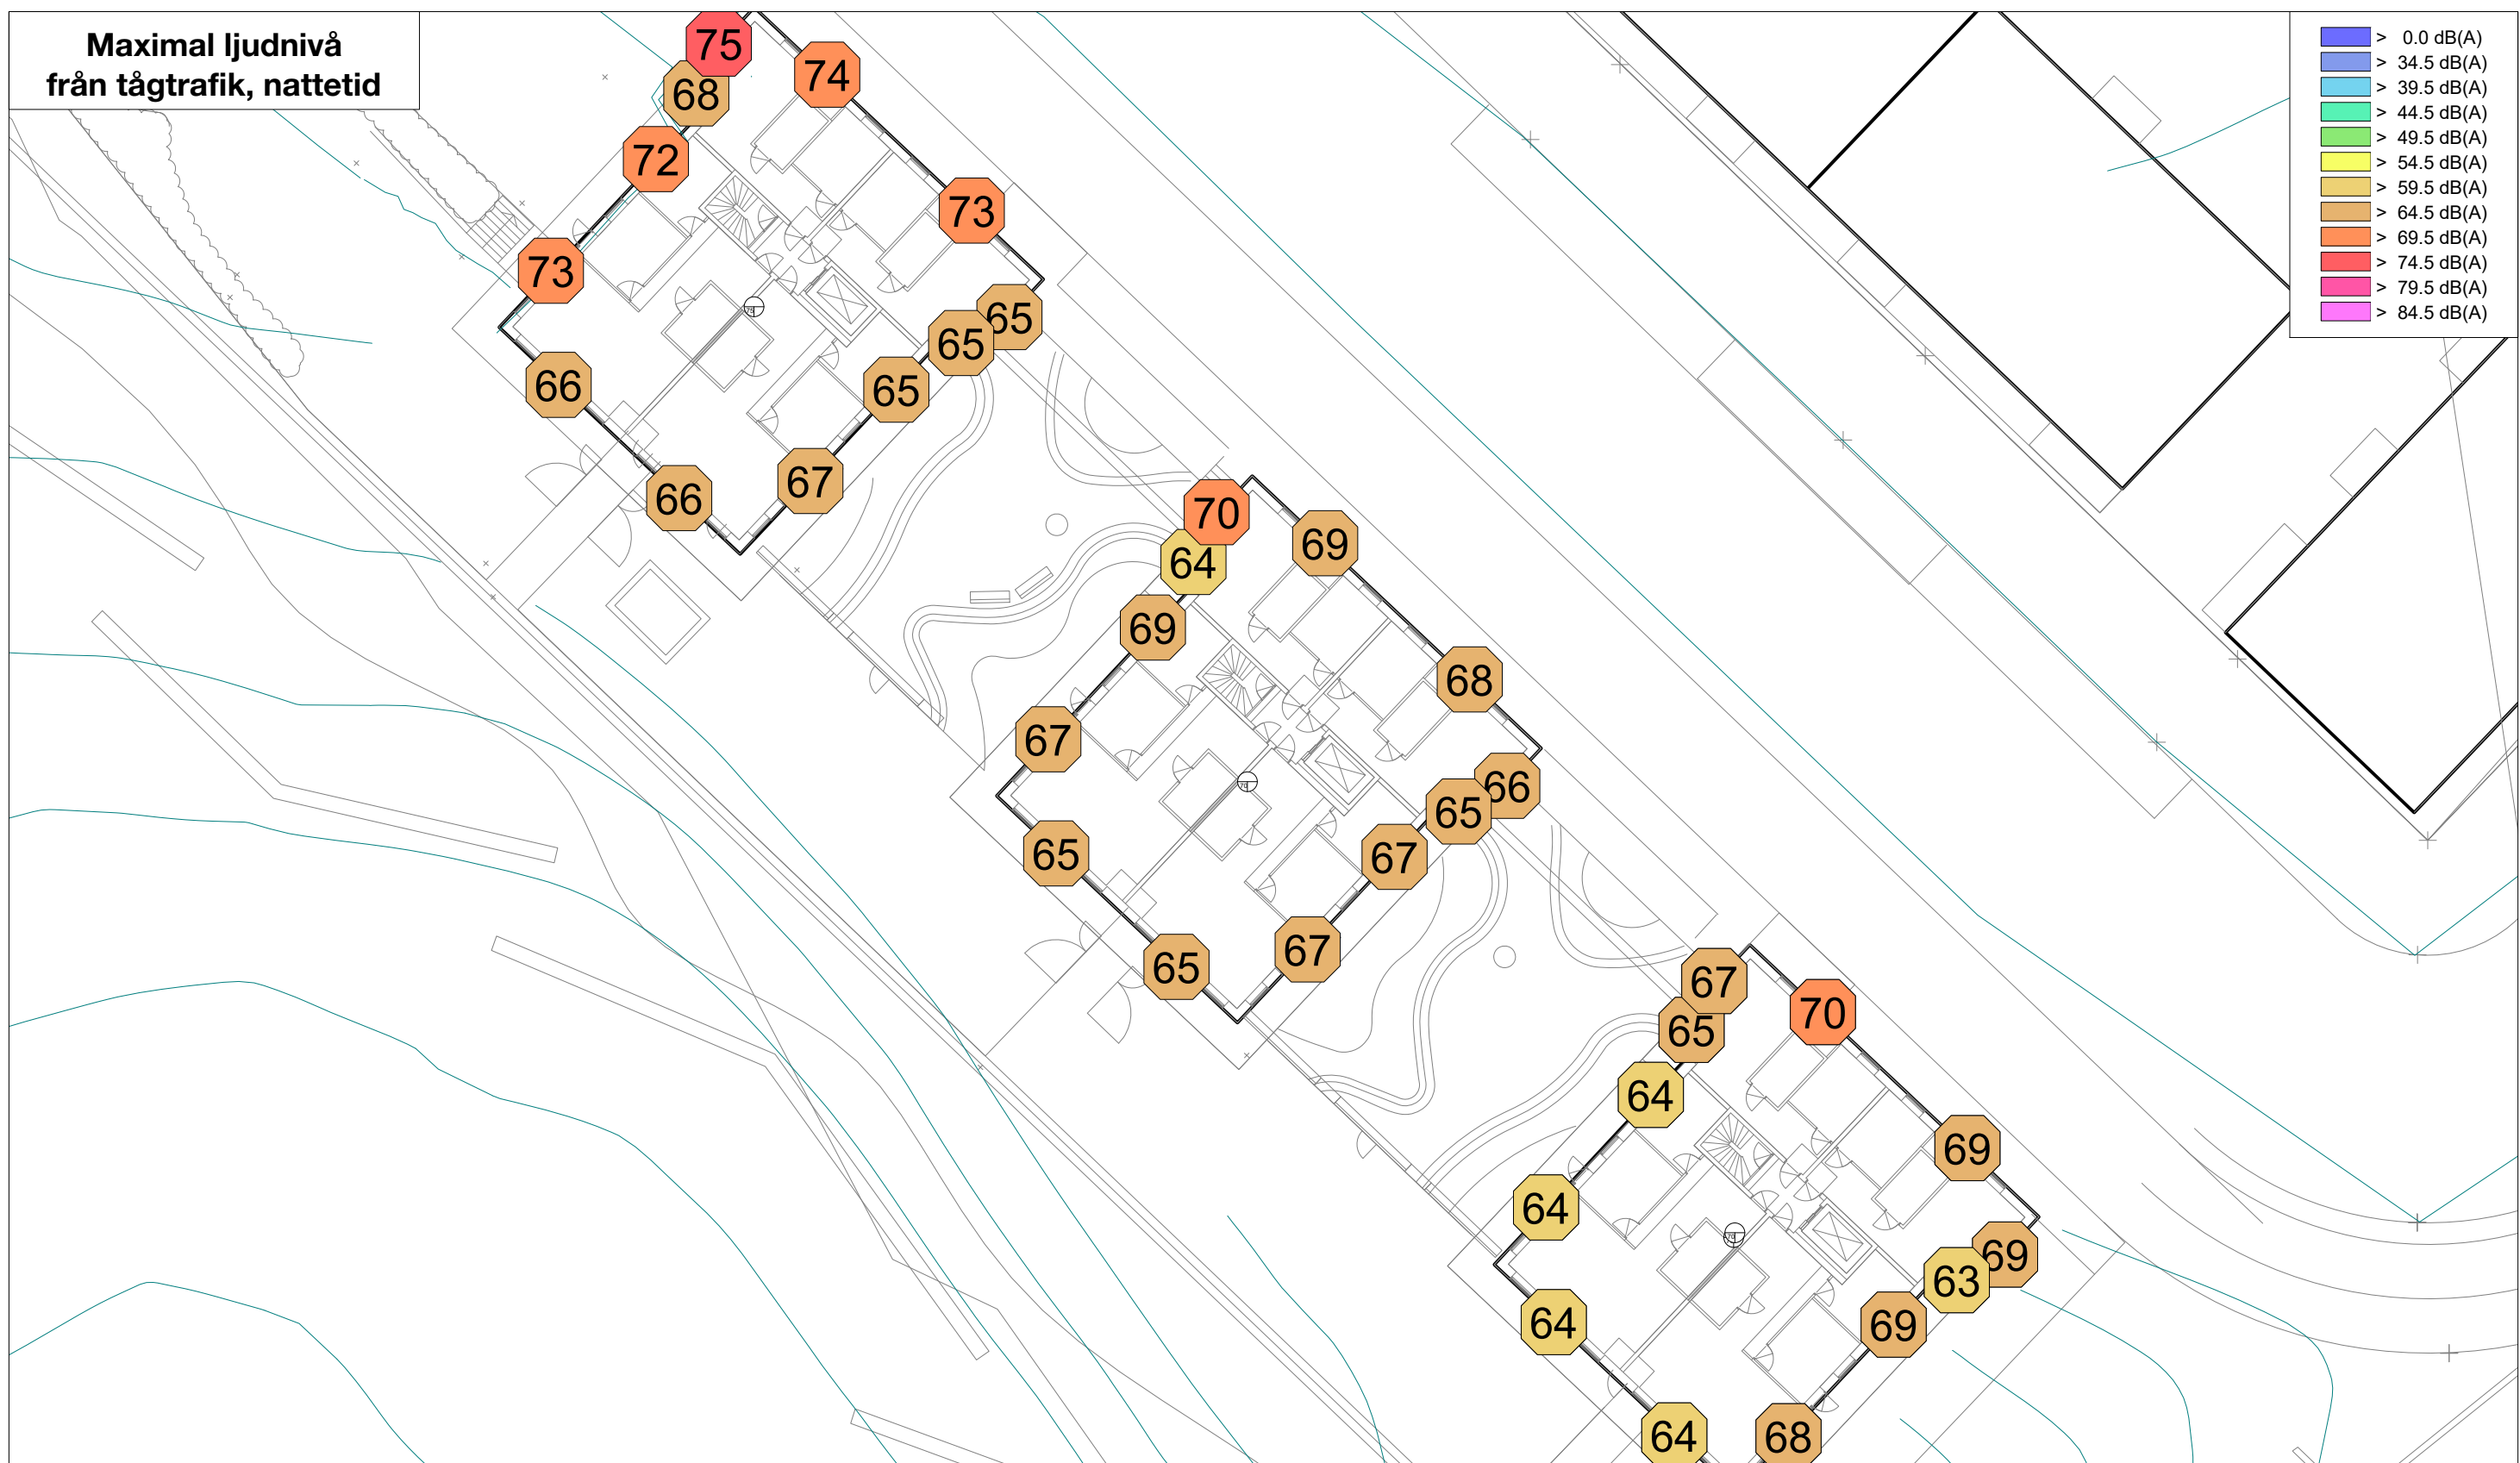 Maximal ljudnivå
från tågtrafik, nattetid
> 0.0 dB(A)
> 34.5 dB(A)
> 39.5 dB(A)
> 44.5 dB(A)
> 49.5 dB(A)
> 54.5 dB(A)
> 59.5 dB(A)
> 64.5 dB(A)
> 69.5 dB(A)
> 74.5 dB(A)
> 79.5 dB(A)
> 84.5 dB(A)
75
74
68
72
73
73
65
65
65
66
67
66
70
69
64
69
68
67
66
65
67
65
67
65
67
70
65
64
69
64
69
63
64
69
64
68
75
70
70